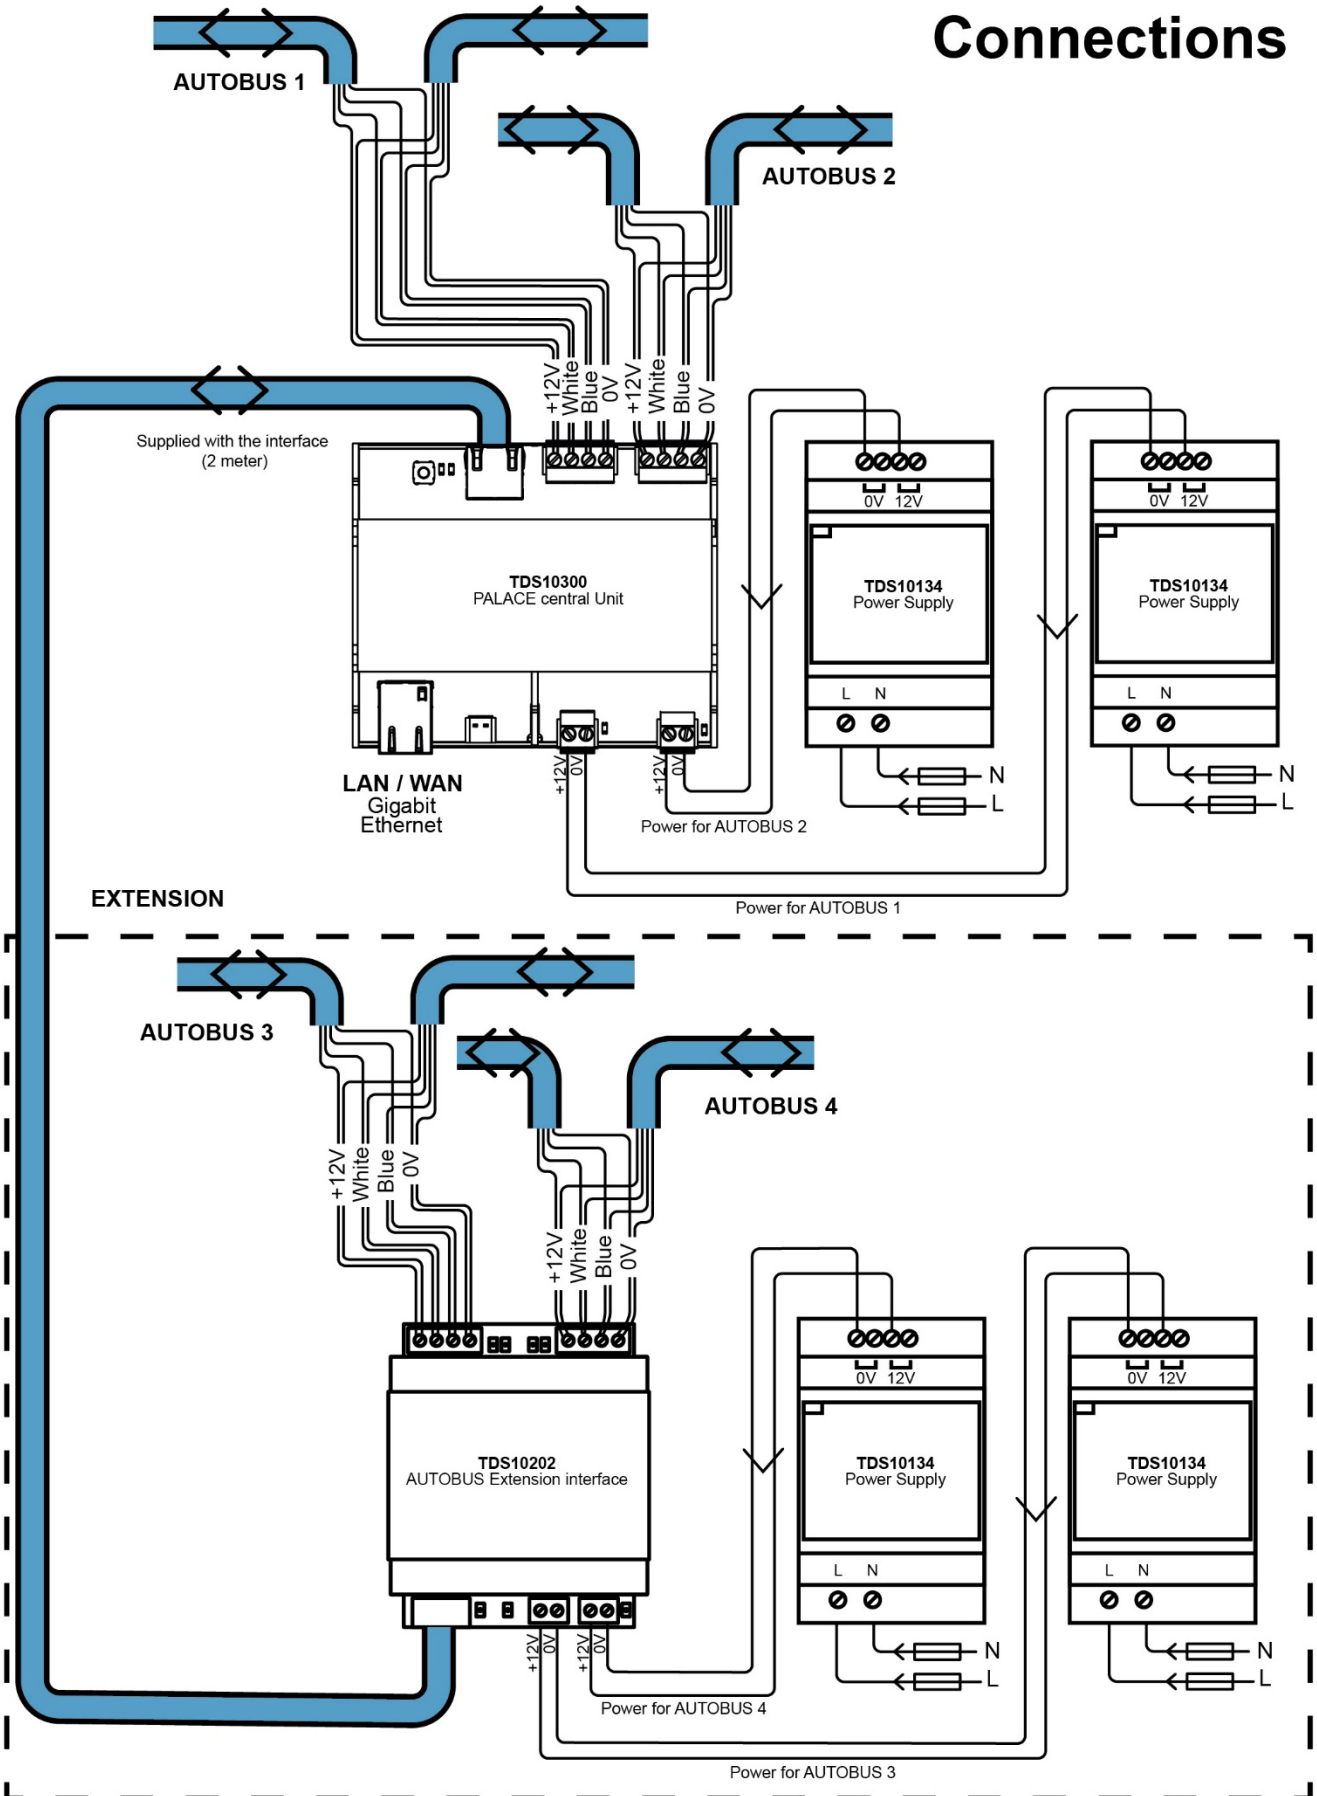 Connections
AUTOBUS 1
AUTOBUS 2
+12V
White
Blue
0V
+12V
White
Blue
0V
Supplied with the interface
(2 meter)
0V 12V
0V 12V
TDS10300
PALACE central Unit
TDS10134
Power Supply
TDS10134
Power Supply
L N
L N
+12V
0V
+12V
0V
N
L
N
L
LAN / WAN
Gigabit
Ethernet
Power for AUTOBUS 2
EXTENSION
Power for AUTOBUS 1
AUTOBUS 3
AUTOBUS 4
+12V
White
Blue
0V
+12V
White
Blue
0V
0V 12V
0V 12V
TDS10202
AUTOBUS Extension interface
TDS10134
Power Supply
TDS10134
Power Supply
L N
L N
+12V
0V
+12V
0V
N
L
N
L
Power for AUTOBUS 4
Power for AUTOBUS 3